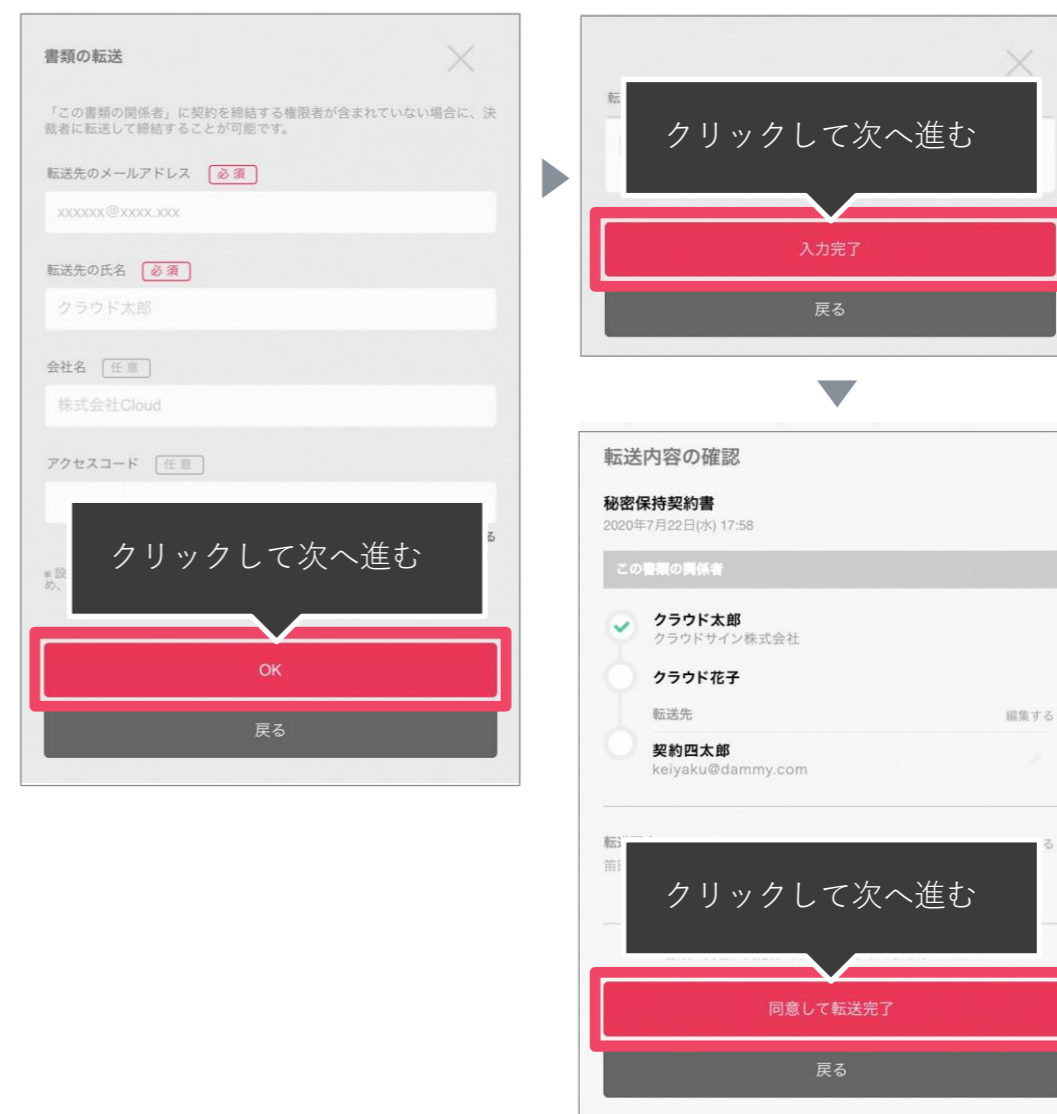 書類の転送
「この書類の関係者」に契約を締結する権限者が含まれていない場合に、決
裁者に転送して締結することが可能です。
転送先のメールアドレス 必須
xxxxxx@xxxx.xxx
転送先の氏名 必須
クラウド太郎
会社名 任意
株式会社Cloud
アクセスコード 任意
る
※設
め、
クリックして次へ進む
OK
戻る
転
クリックして次へ進む
入力完了
戻る
転送内容の確認
秘密保持契約書
2020年7月22日(水) 17:58
この書類の関係者
クラウド太郎
クラウドサイン株式会社
クラウド花子
転送先 編集する
契約四太郎
keiyaku@dammy.com
転送
る
クリックして次へ進む
同意して転送完了
戻る